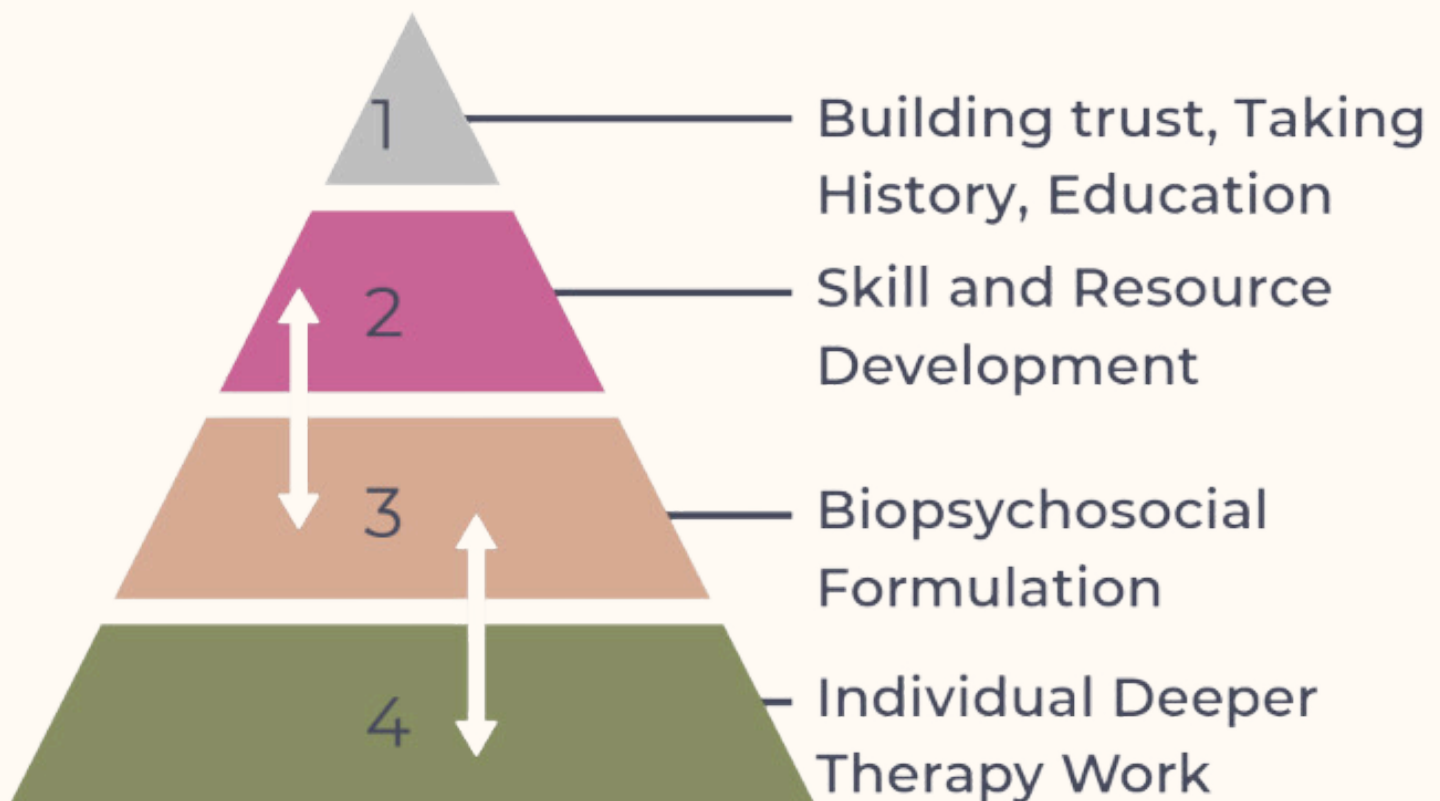 1
Building trust, Taking
History, Education
2
Skill and Resource
Development
3
Biopsychosocial
Formulation
4
Individual Deeper
Therapy Work